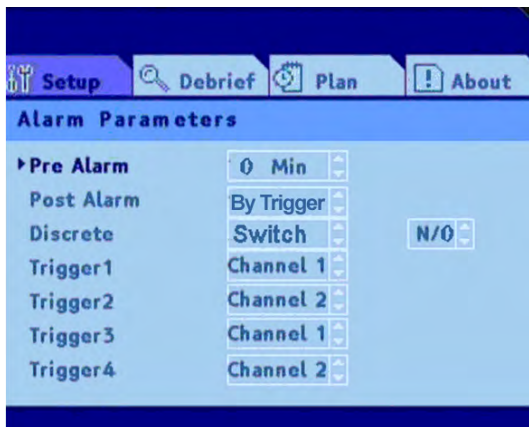 Setup Debrief Plan About
Alarm Parameters
Pre Alarm 0 Min
Post Alarm By Trigger
Discrete Switch N/O
Trigger1 Channel 1
Trigger2 Channel 2
Trigger3 Channel 1
Trigger4 Channel 2